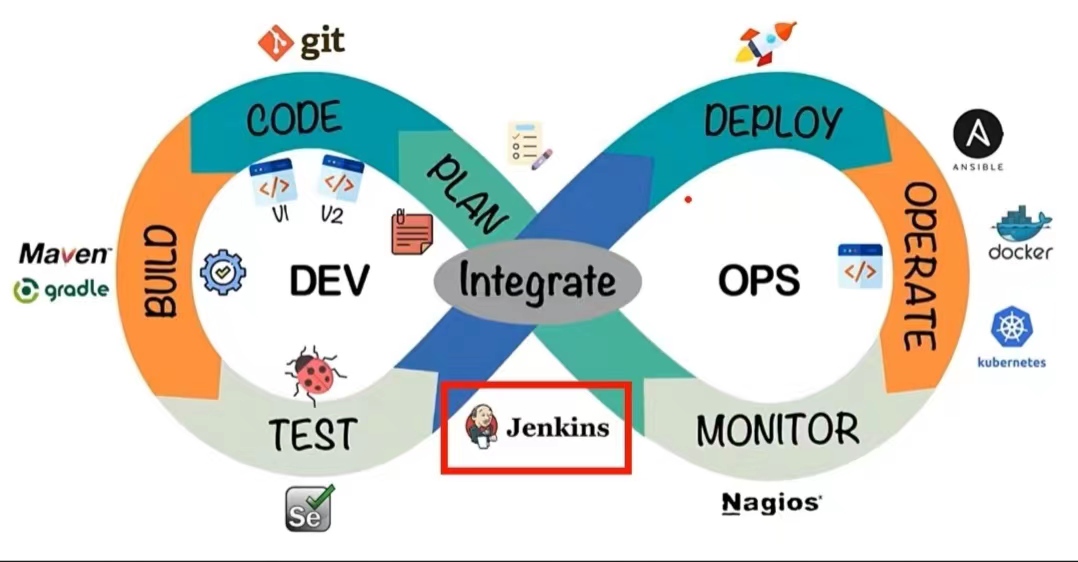 git
CODE
DEPLOY
PLAN
</>
</>
V1
V2
ANSIBLE
BUILD
Maven™
gradle
DEV
Integrate
OPS
</>
OPERATE
docker
kubernetes
TEST
Jenkins
MONITOR
Se
Nagios®